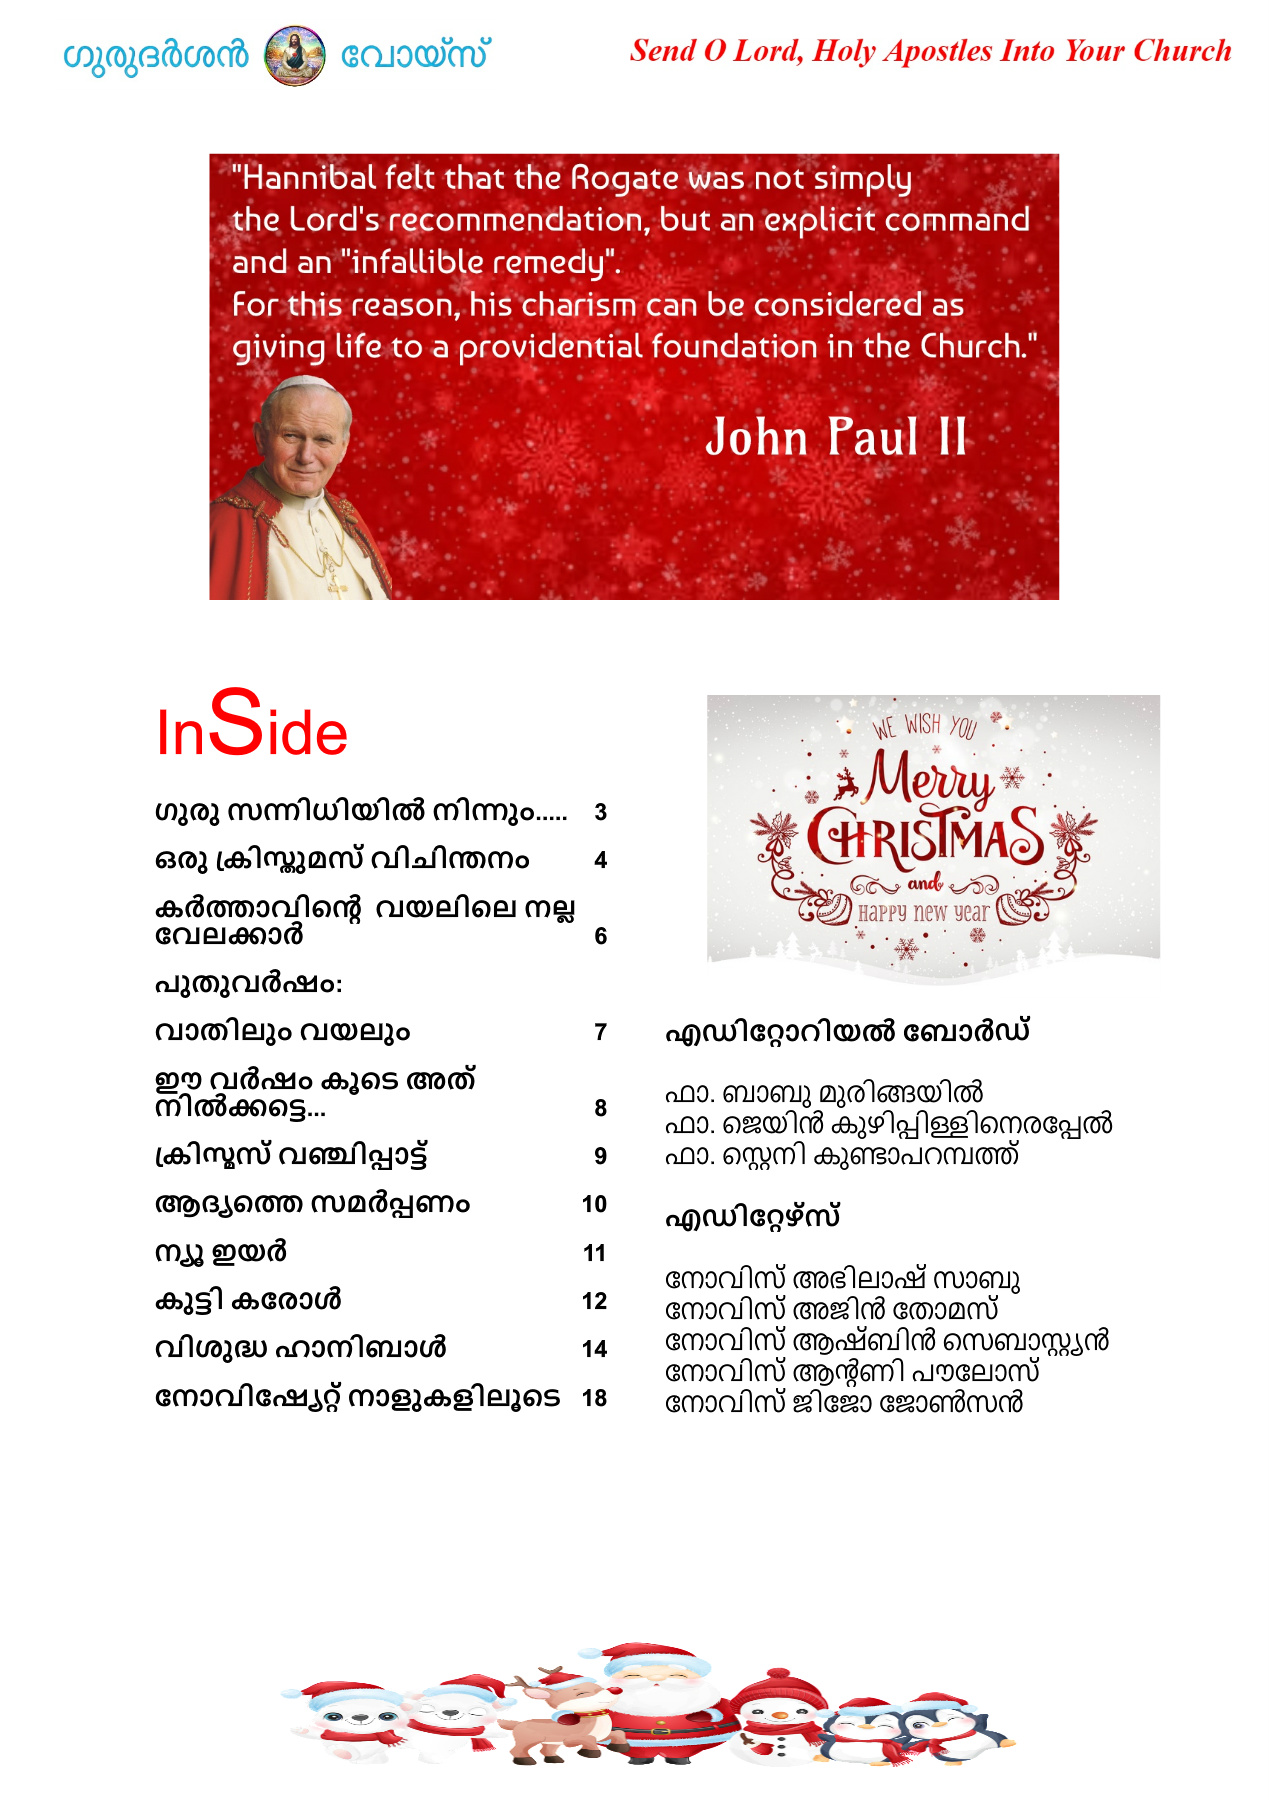 ഗുരുദർശൻ വോയ്സ്
Send O Lord, Holy Apostles Into Your Church
"Hannibal felt that the Rogate was not simply
the Lord's recommendation, but an explicit command
and an "infallible remedy".
For this reason, his charism can be considered as
giving life to a providential foundation in the Church."
John Paul II
InSide
ഗുരു സന്നിധിയിൽ നിന്നും..... 3
ഒരു ക്രിസ്തുമസ് വിചിന്തനം 4
കർത്താവിന്റെ വയലിലെ നല്ല
വേലക്കാർ 6
പുതുവർഷം:
വാതിലും വയലും 7
ഈ വർഷം കൂടെ അത്
നിൽക്കട്ടെ... 8
ക്രിസ്മസ് വഞ്ചിപ്പാട്ട് 9
ആദ്യത്തെ സമർപ്പണം 10
ന്യൂ ഇയർ 11
കുട്ടി കരോൾ 12
വിശുദ്ധ ഹാനിബാൾ 14
നോവിഷ്യേറ്റ് നാളുകളിലൂടെ 18
WE WISH YOU
Merry
CHRISTMAS
and
Happy new year
എഡിറ്റോറിയൽ ബോർഡ്
ഫാ. ബാബു മുരിങ്ങയിൽ
ഫാ. ജെയിൻ കുഴിപ്പിള്ളിനെരപ്പേൽ
ഫാ. സ്റ്റെനി കുണ്ടാപറമ്പത്ത്
എഡിറ്റേഴ്സ്
നോവിസ് അഭിലാഷ് സാബു
നോവിസ് അജിൻ തോമസ്
നോവിസ് ആഷ്ബിൻ സെബാസ്റ്റ്യൻ
നോവിസ് ആന്റണി പൗലോസ്
നോവിസ് ജിജോ ജോൺസൻ